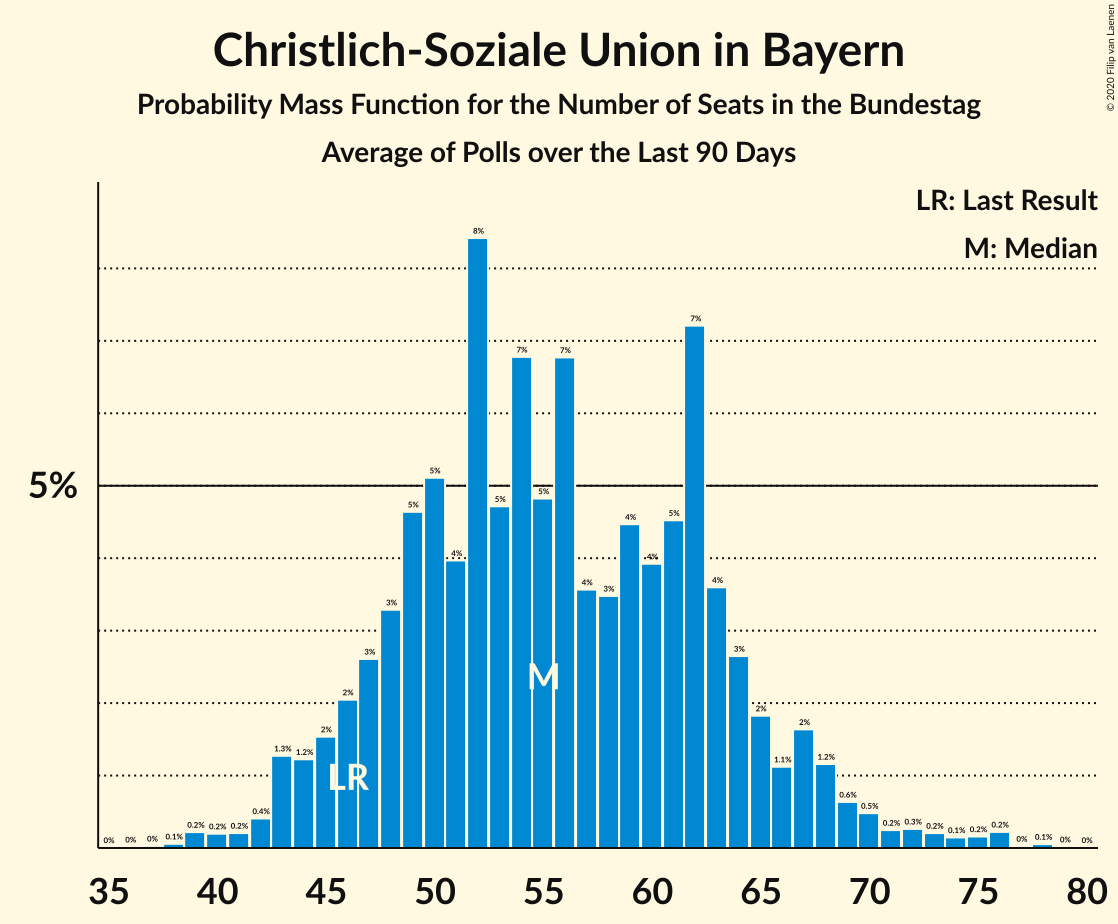 Christlich-Soziale Union in Bayern
Probability Mass Function for the Number of Seats in the Bundestag
Average of Polls over the Last 90 Days
© 2020 Filip van Laenen
LR: Last Result
M: Median
5%
0% 0% 0% 0.1% 0.2% 0.2% 0.2% 0.4% 1.3% 1.2% 2% 2% 3% 3% 5% 5% 4% 8% 5% 7% 5% 7% 4% 3% 4% 4% 5% 7% 4% 3% 2% 1.1% 2% 1.2% 0.6% 0.5% 0.2% 0.3% 0.2% 0.1% 0.2% 0.2% 0% 0.1% 0% 0%
M
LR
35 40 45 50 55 60 65 70 75 80